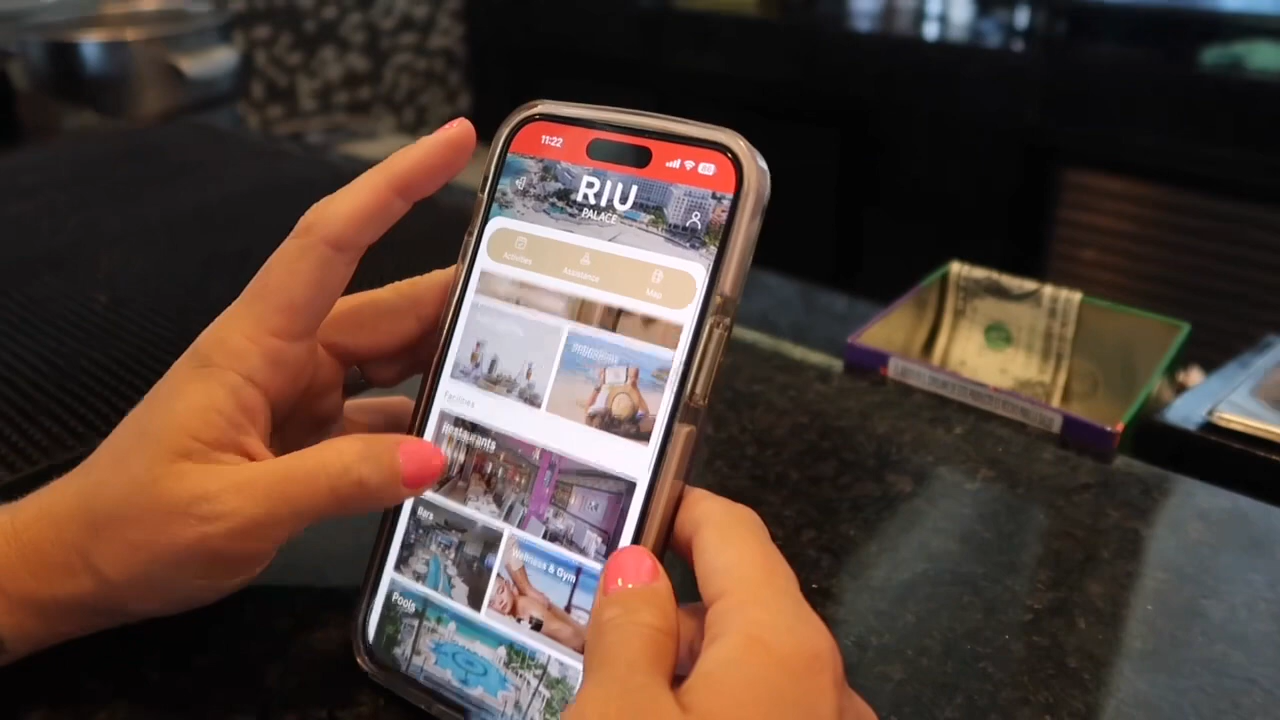 11:22
RIU
PALACE
Activities
Assistance
Map
Facilities
Restaurants
Bars
Wellness & Gym
Pools